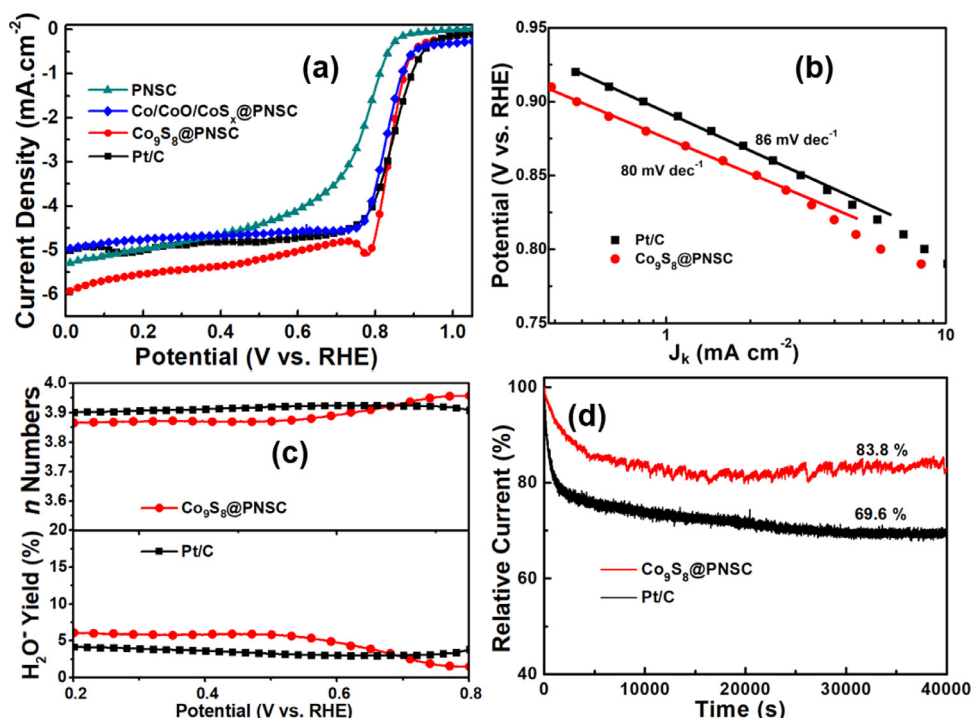 (a)
Current Density (mA.cm⁻²)
0
-1
-2
-3
-4
-5
-6
PNSC
Co/CoO/CoSₓ@PNSC
Co₉S₈@PNSC
Pt/C
0.0 0.2 0.4 0.6 0.8 1.0
Potential (V vs. RHE)
(b)
Potential (V vs. RHE)
0.95
0.90
0.85
0.80
0.75
86 mV dec⁻¹
80 mV dec⁻¹
Pt/C
Co₉S₈@PNSC
1 10
Jₖ (mA cm⁻²)
(c)
n Numbers
4.0
3.9
3.8
3.7
3.6
Co₉S₈@PNSC
H₂O⁻ Yield (%)
20
15
10
5
0
Pt/C
0.2 0.4 0.6 0.8
Potential (V vs. RHE)
(d)
Relative Current (%)
100
80
60
40
83.8 %
69.6 %
Co₉S₈@PNSC
Pt/C
0 10000 20000 30000 40000
Time (s)